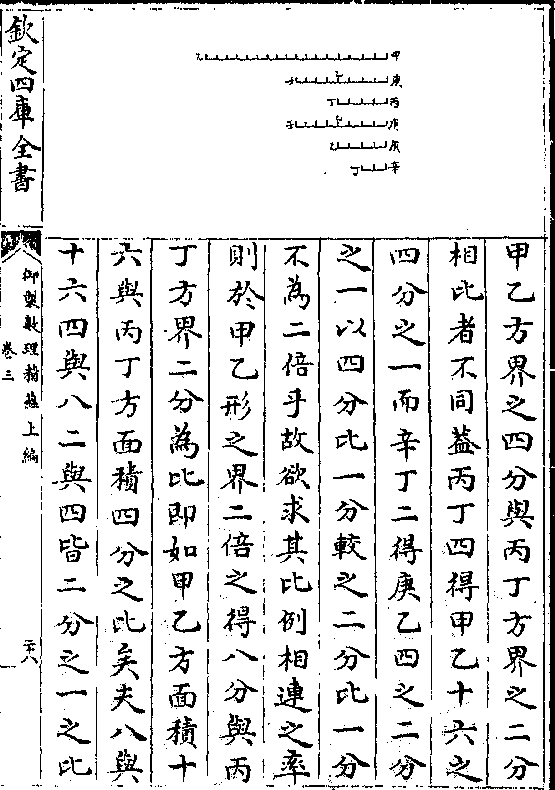 甲乙方界之四分與丙丁方界之二分
相比者不同葢丙丁四得甲乙十六之
四分之一而辛丁二得庚乙四之二分
之一以四分比一分較之二分比一分
不為二倍乎故欲求其比例相連之率
則於甲乙形之界二倍之得八分與丙
丁方界二分為比即如甲乙方面積十
六與丙丁方面積四分之比矣夫八與
十六四與八二與四皆二分之一之比
欽定四庫全書
御製數理精蘊上編
卷三
甲
乙
庚
丙
丁
辛
丁